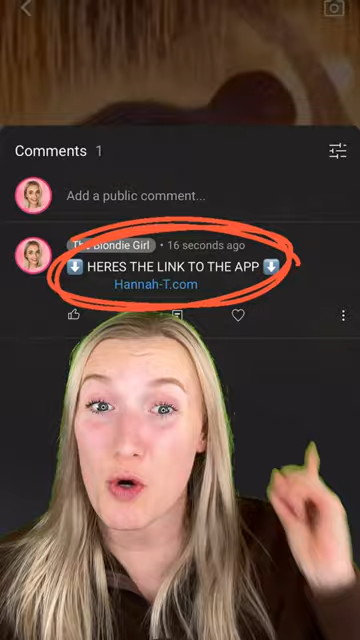 Comments 1
Add a public comment...
The Blondie Girl • 16 seconds ago
⬇️ HERES THE LINK TO THE APP ⬇️
Hannah-T.com